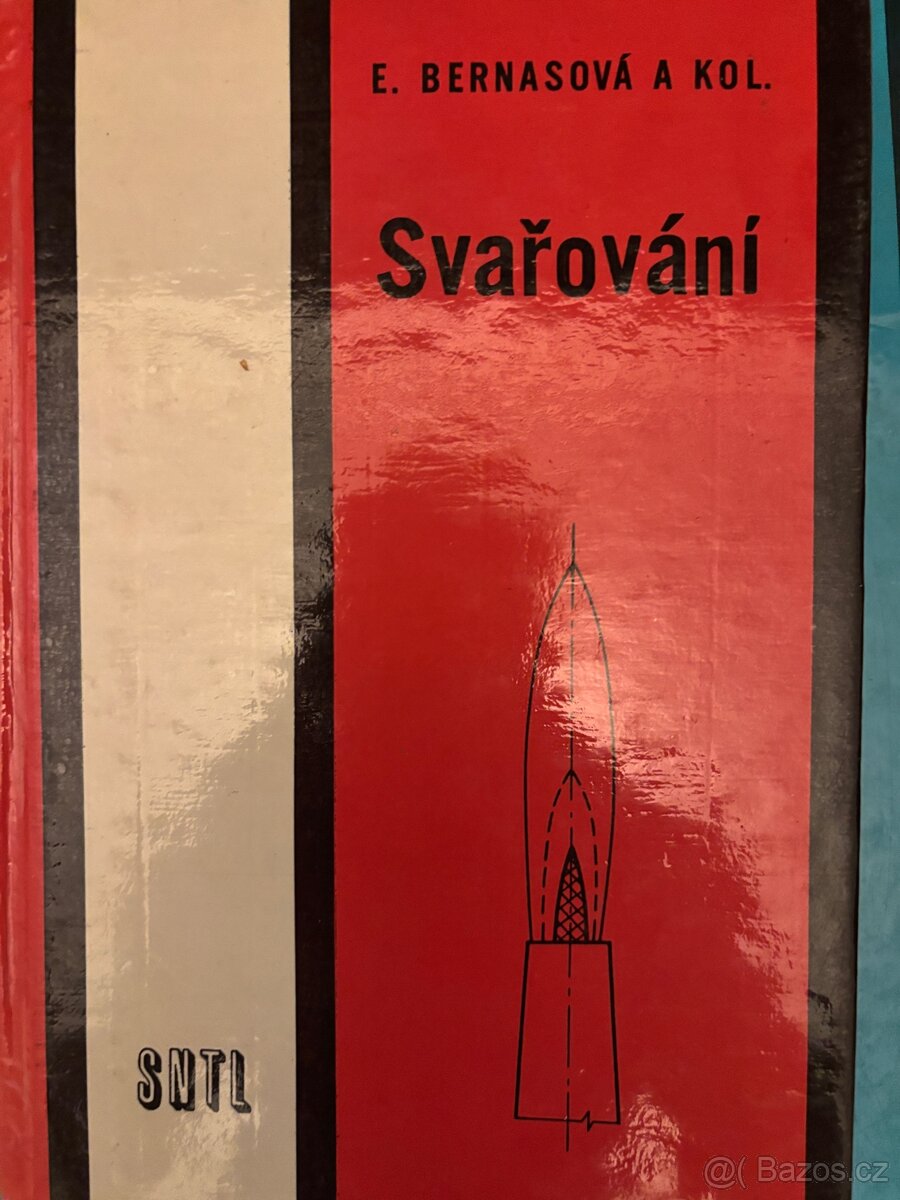 E. BERNASOVÁ A KOL.
Svařování
SNTL
@( Bazos.cz